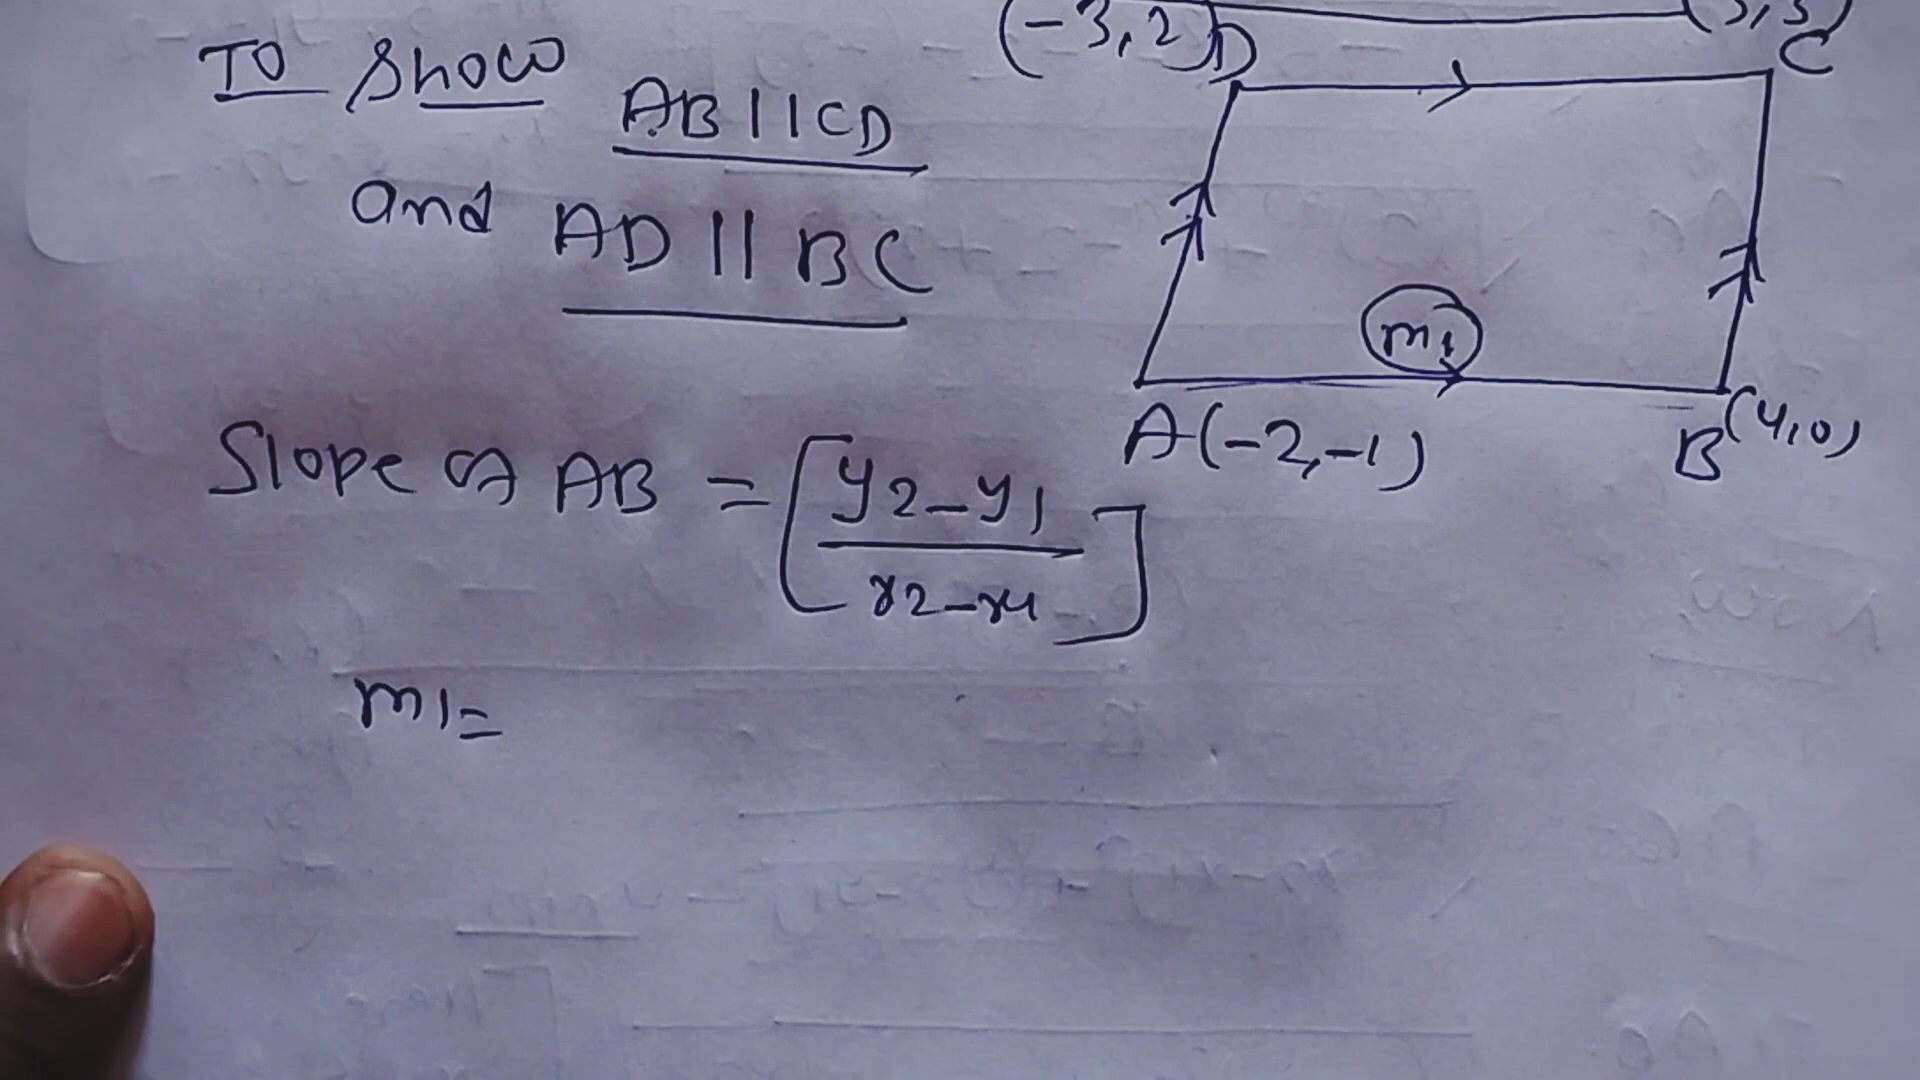 (-3,2) D
C
To show
AB || CD
and AD || BC
m1
A(-2,-1)
B(4,0)
Slope of AB = [y2-y1 / x2-x1]
m1=